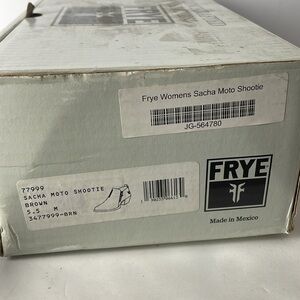 FRYE
Frye Womens Sacha Moto Shootie
JG-564780
77999
SACHA MOTO SHOOTIE
BROWN
5.5 M
3477999-BRN
FRYE
Made in Mexico